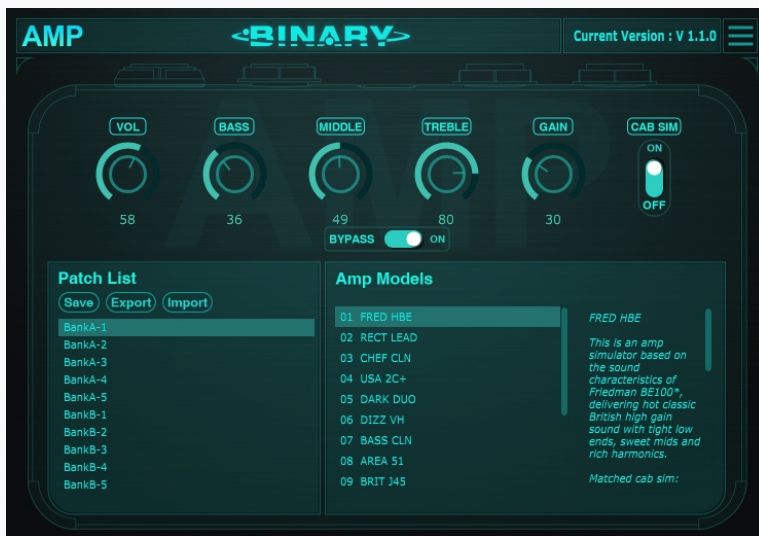 AMP
BINARY
Current Version : V 1.1.0
AMP
VOL
BASS
MIDDLE
TREBLE
GAIN
CAB SIM
ON
OFF
58
36
49
80
30
BYPASS
ON
Patch List
Save
Export
Import
BankA-1
BankA-2
BankA-3
BankA-4
BankA-5
BankB-1
BankB-2
BankB-3
BankB-4
BankB-5
Amp Models
01 FRED HBE
02 RECT LEAD
03 CHEF CLN
04 USA 2C+
05 DARK DUO
06 DIZZ VH
07 BASS CLN
08 AREA 51
09 BRIT J45
FRED HBE
This is an amp
simulator based on
the sound
characteristics of
Friedman BE100*,
delivering hot classic
British high gain
sound with tight low
ends, sweet mids and
rich harmonics.
Matched cab sim: